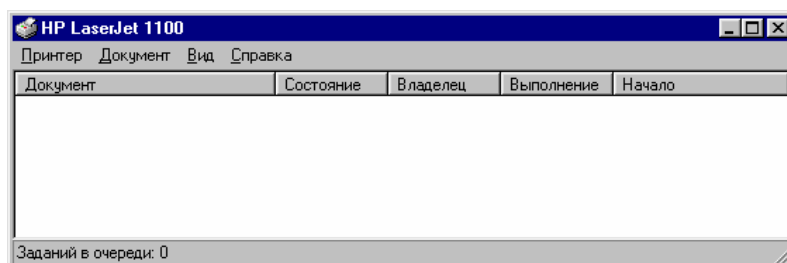 HP LaserJet 1100
Принтер Документ Вид Справка
Документ Состояние Владелец Выполнение Начало
Заданий в очереди: 0